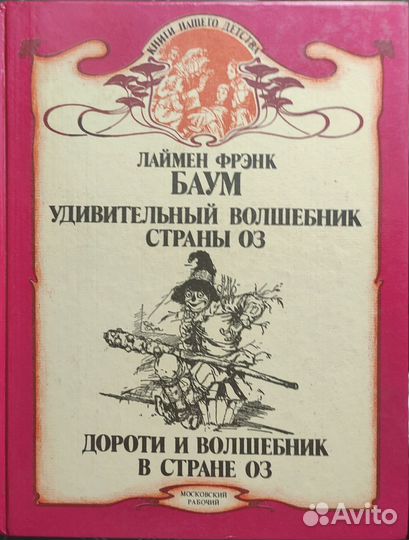 КНИГИ НАШЕГО ДЕТСТВА
ЛАЙМЕН ФРЭНК
БАУМ
УДИВИТЕЛЬНЫЙ ВОЛШЕБНИК
СТРАНЫ ОЗ
ДОРОТИ И ВОЛШЕБНИК
В СТРАНЕ ОЗ
МОСКОВСКИЙ
РАБОЧИЙ
Avito